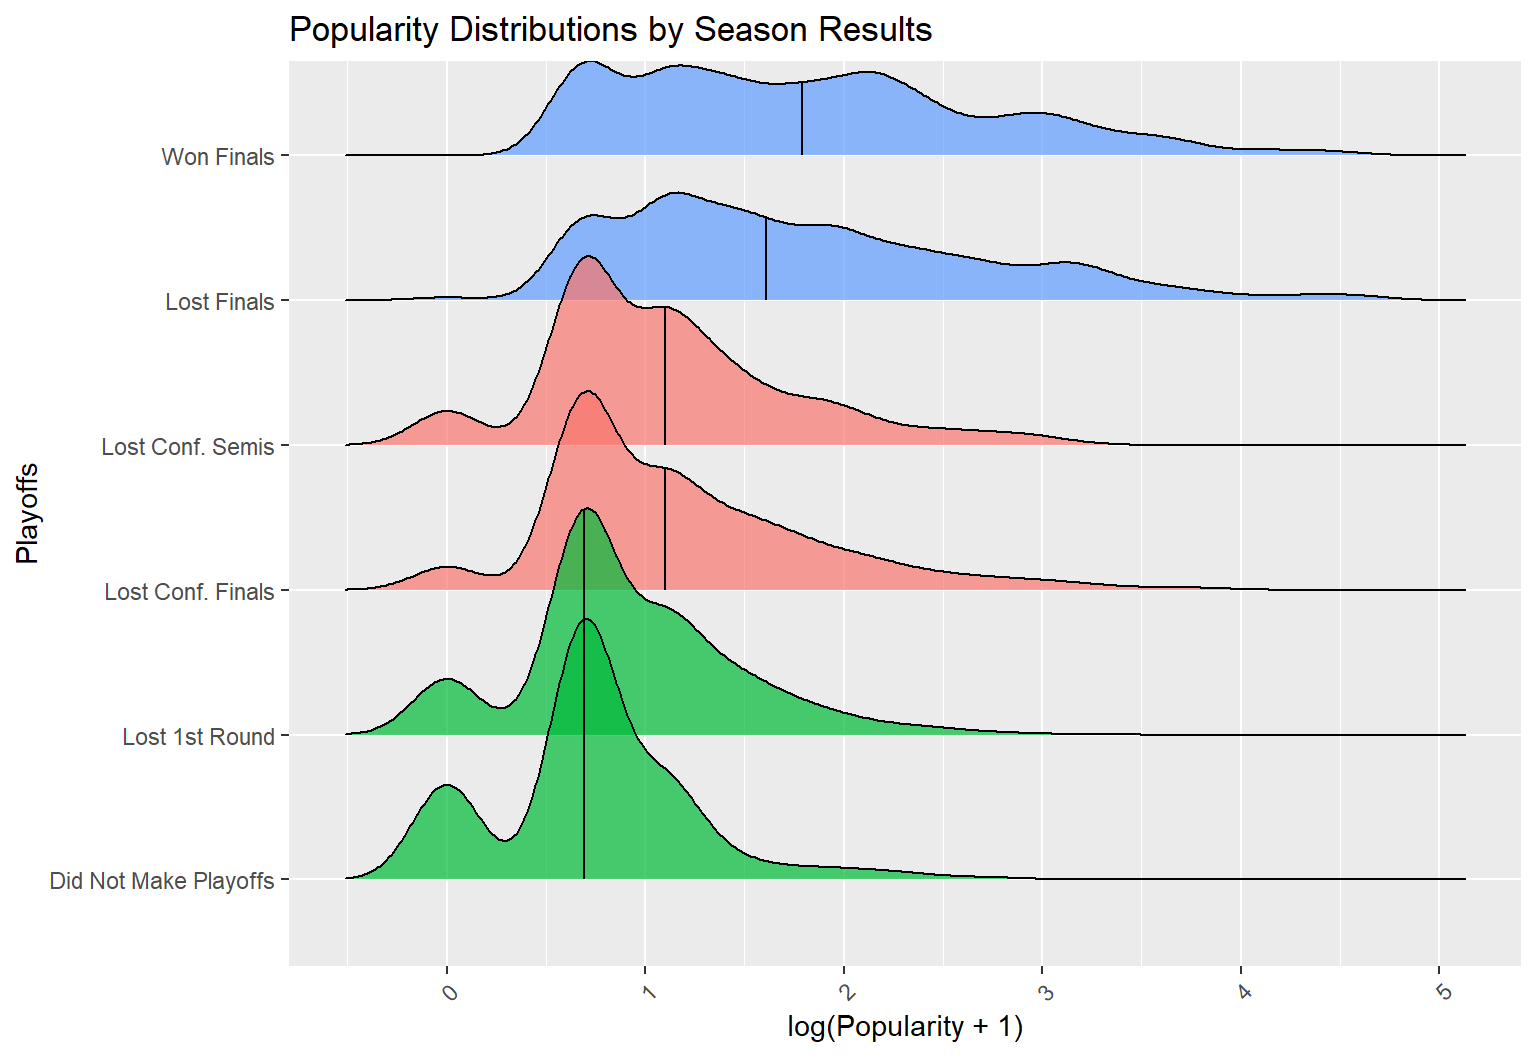 Popularity Distributions by Season Results
Won Finals
Lost Finals
Lost Conf. Semis
Lost Conf. Finals
Lost 1st Round
Did Not Make Playoffs
Playoffs
0 1 2 3 4 5
log(Popularity + 1)